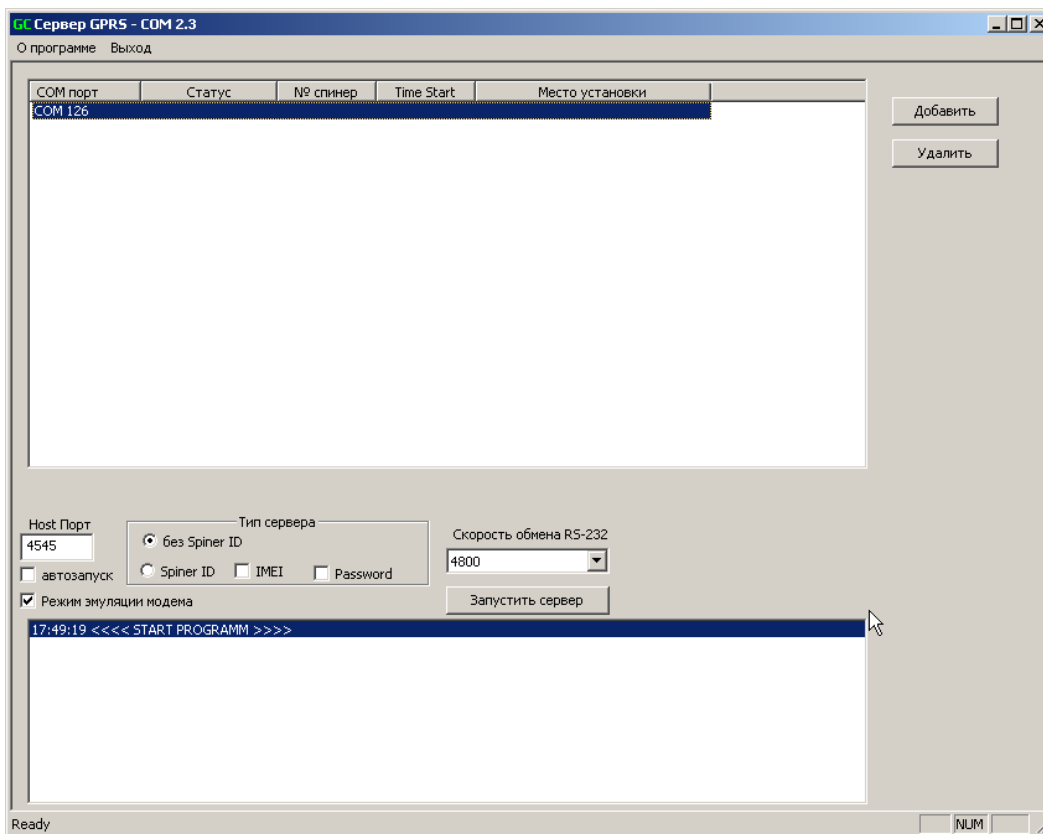 GC Сервер GPRS - COM 2.3
О программе Выход
COM порт Статус № спинер Time Start Место установки
COM 126
Добавить
Удалить
Host Порт
4545
автозапуск
Тип сервера
без Spiner ID
Spiner ID IMEI Password
Скорость обмена RS-232
4800
Режим эмуляции модема
Запустить сервер
17:49:19 <<<< START PROGRAMM >>>>
Ready
NUM